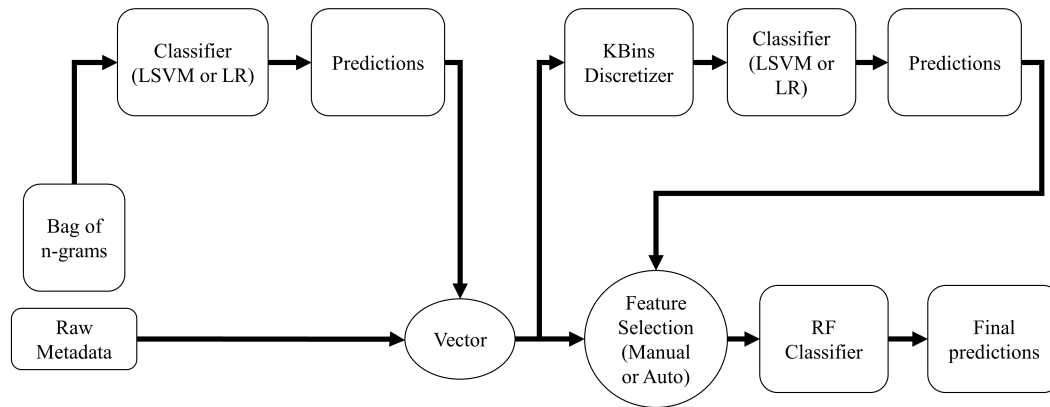 Classifier
(LSVM or LR)
Predictions
KBins
Discretizer
Classifier
(LSVM or
LR)
Predictions
Bag of
n-grams
Raw
Metadata
Vector
Feature
Selection
(Manual
or Auto)
RF
Classifier
Final
predictions